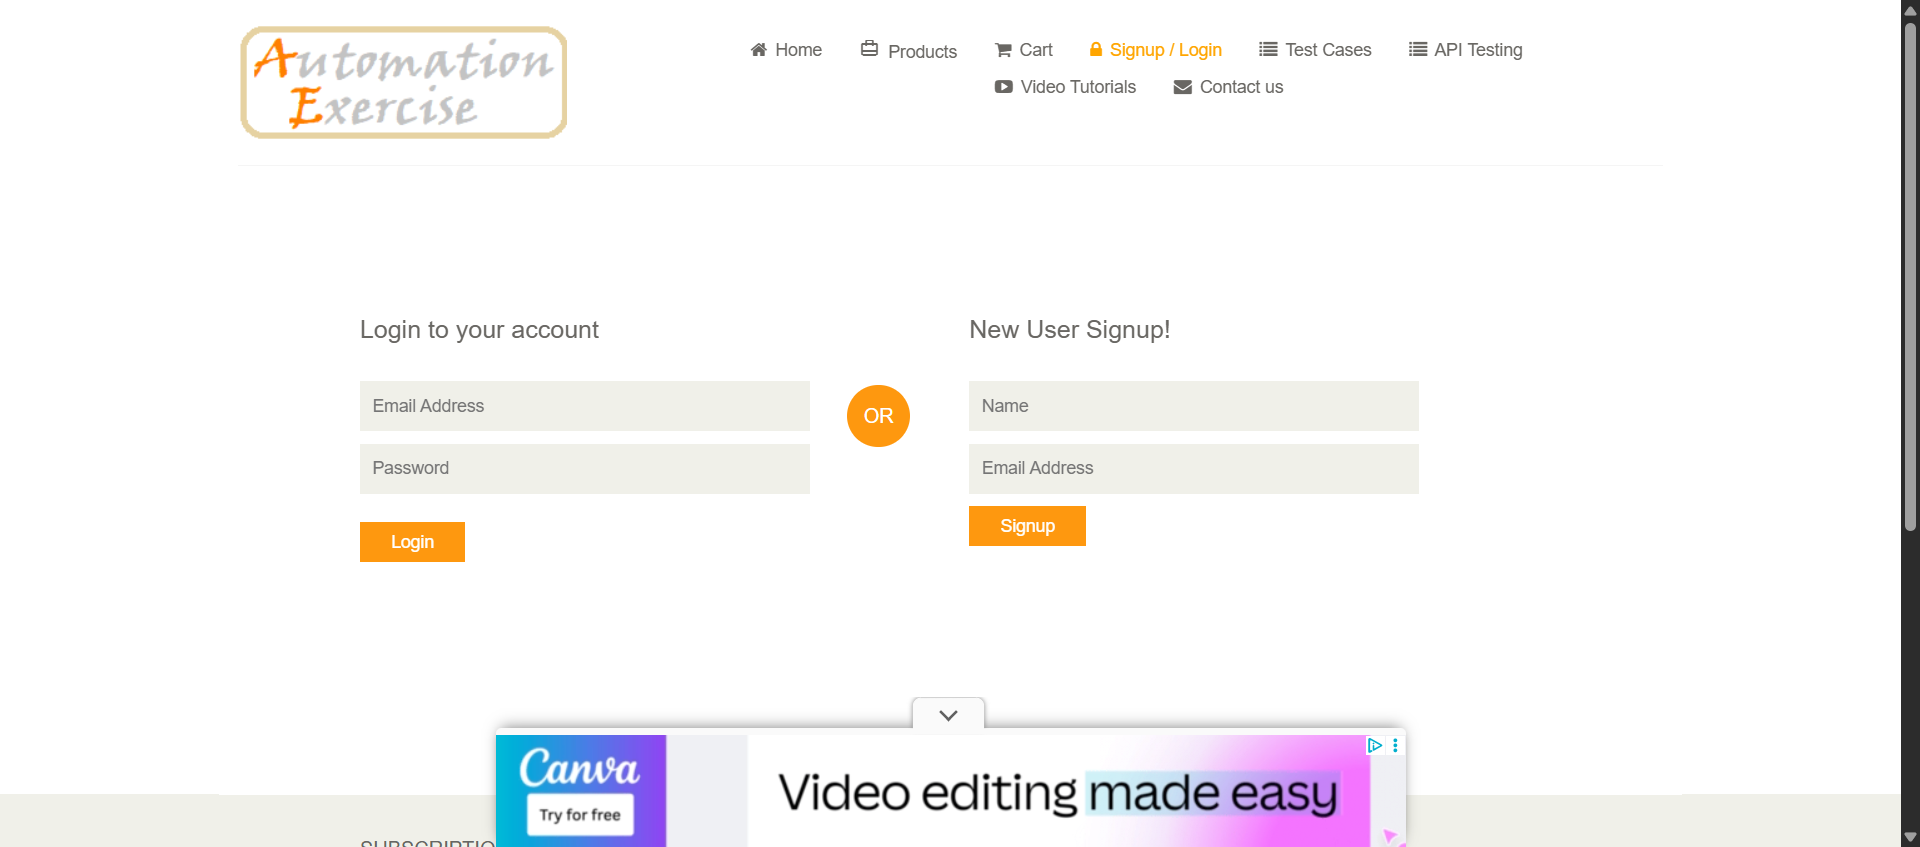 Automation
Exercise
Home Products Cart Signup / Login Test Cases API Testing
Video Tutorials Contact us
Login to your account
Email Address
Password
Login
OR
New User Signup!
Name
Email Address
Signup
Canva
Try for free
Video editing made easy